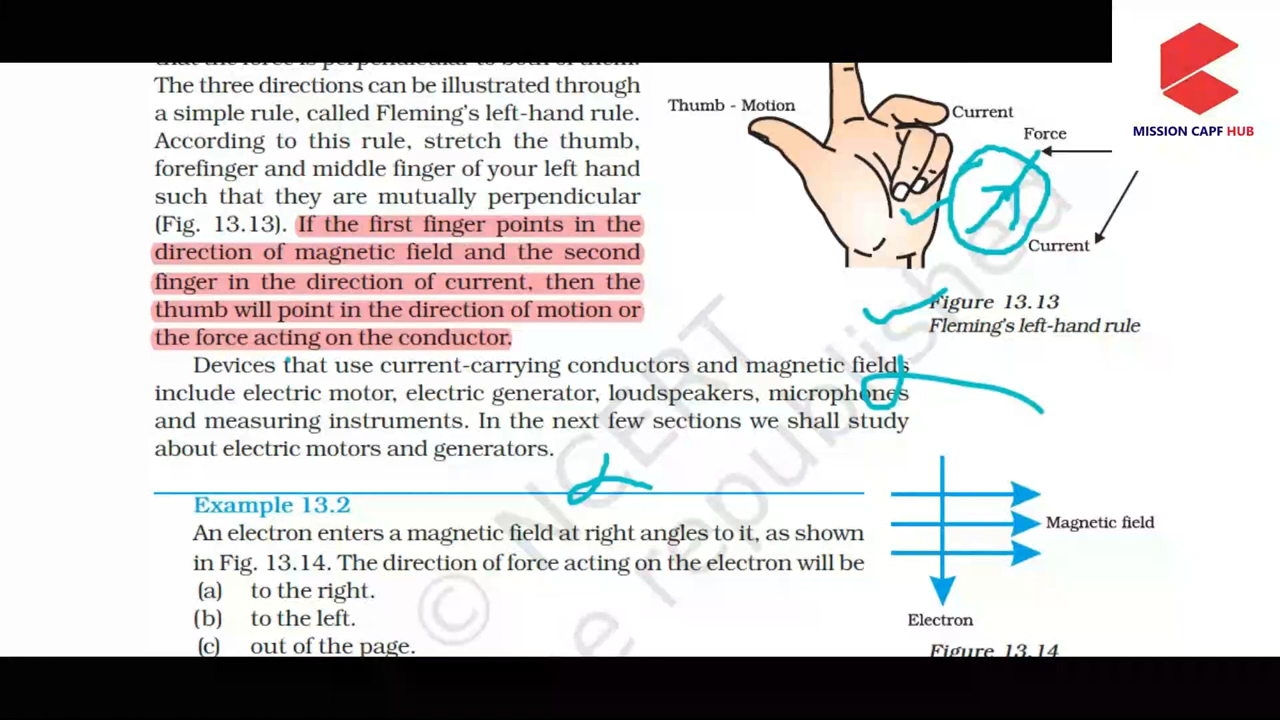 that the force is perpendicular to both of them.
The three directions can be illustrated through
a simple rule, called Fleming's left-hand rule.
According to this rule, stretch the thumb,
forefinger and middle finger of your left hand
such that they are mutually perpendicular
(Fig. 13.13). If the first finger points in the
direction of magnetic field and the second
finger in the direction of current, then the
thumb will point in the direction of motion or
the force acting on the conductor.
Thumb - Motion
Current
Force
Current
Figure 13.13
Fleming's left-hand rule
MISSION CAPF HUB
Devices that use current-carrying conductors and magnetic fields
include electric motor, electric generator, loudspeakers, microphones
and measuring instruments. In the next few sections we shall study
about electric motors and generators.
Example 13.2
An electron enters a magnetic field at right angles to it, as shown
in Fig. 13.14. The direction of force acting on the electron will be
(a) to the right.
(b) to the left.
(c) out of the page.
Magnetic field
Electron
Figure 13.14
© NCERT
e republished